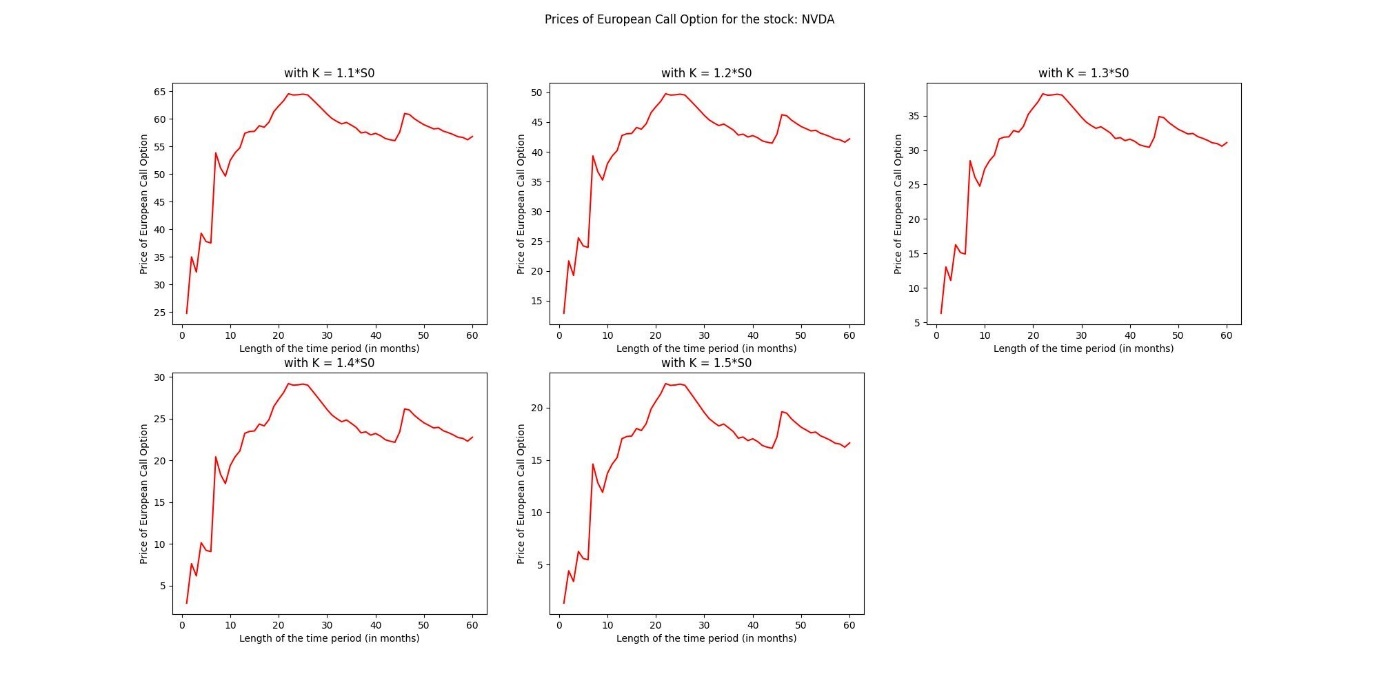 Prices of European Call Option for the stock: NVDA
with K = 1.1*S0
65
60
55
50
45
40
35
30
25
Price of European Call Option
0 10 20 30 40 50 60
Length of the time period (in months)
with K = 1.2*S0
50
45
40
35
30
25
20
15
Price of European Call Option
0 10 20 30 40 50 60
Length of the time period (in months)
with K = 1.3*S0
35
30
25
20
15
10
5
Price of European Call Option
0 10 20 30 40 50 60
Length of the time period (in months)
with K = 1.4*S0
30
25
20
15
10
5
Price of European Call Option
0 10 20 30 40 50 60
Length of the time period (in months)
with K = 1.5*S0
20
15
10
5
Price of European Call Option
0 10 20 30 40 50 60
Length of the time period (in months)